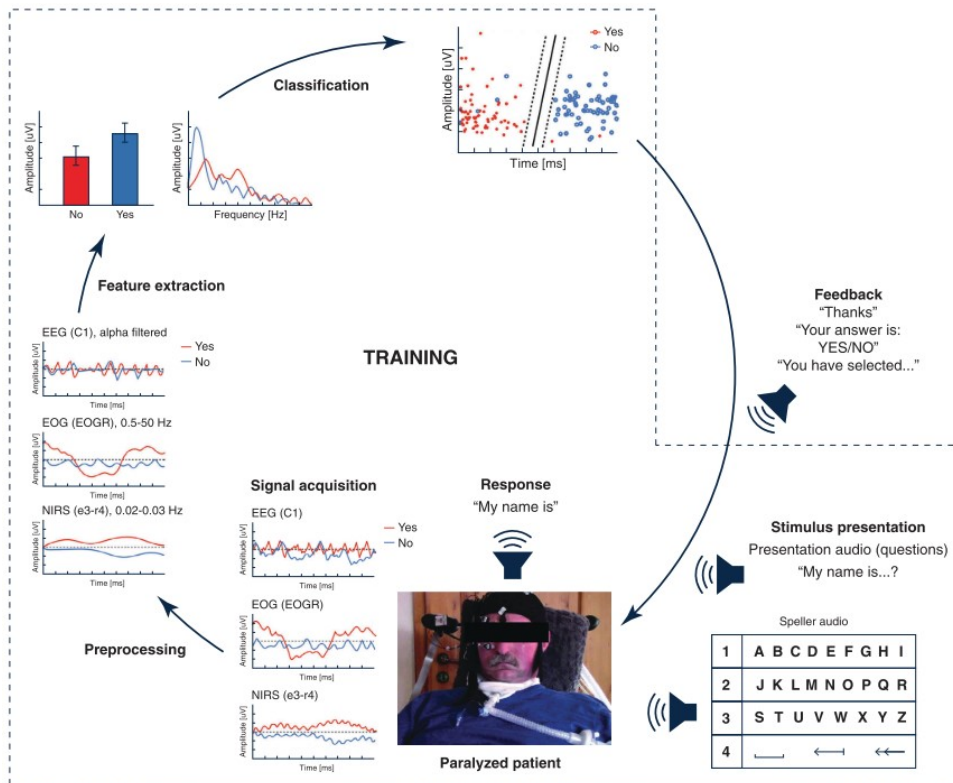 Classification
Amplitude [uV]
Yes
No
Time [ms]
Amplitude [uV]
No
Yes
Amplitude [uV]
Frequency [Hz]
Feature extraction
Feedback
“Thanks”
“Your answer is:
YES/NO”
“You have selected...”
EEG (C1), alpha filtered
Amplitude [uV]
Yes
No
Time [ms]
TRAINING
EOG (EOGR), 0.5-50 Hz
Amplitude [uV]
Time [ms]
NIRS (e3-r4), 0.02-0.03 Hz
Amplitude [uV]
Time [ms]
Preprocessing
Signal acquisition
EEG (C1)
Amplitude [uV]
Yes
No
Time [ms]
EOG (EOGR)
Amplitude [uV]
Time [ms]
NIRS (e3-r4)
Amplitude [uV]
Time [ms]
Response
“My name is”
Paralyzed patient
Stimulus presentation
Presentation audio (questions)
“My name is...?
Speller audio
1 A B C D E F G H I
2 J K L M N O P Q R
3 S T U V W X Y Z
4